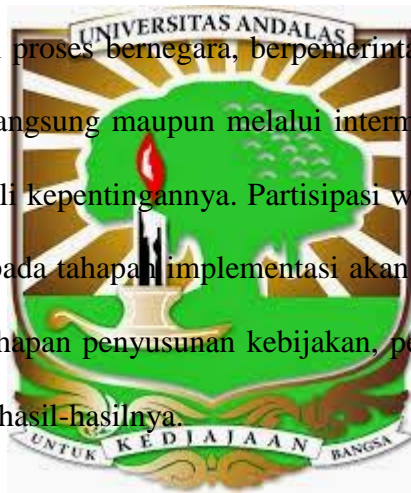 UNIVERSITAS ANDALAS
proses bernegara, berpemerinta
angsung maupun melalui interm
li kepentingannya. Partisipasi w
pada tahapan implementasi akan
hapan penyusunan kebijakan, pe
hasil-hasilnya.
UNTUK KEDJAJAAN BANGSA